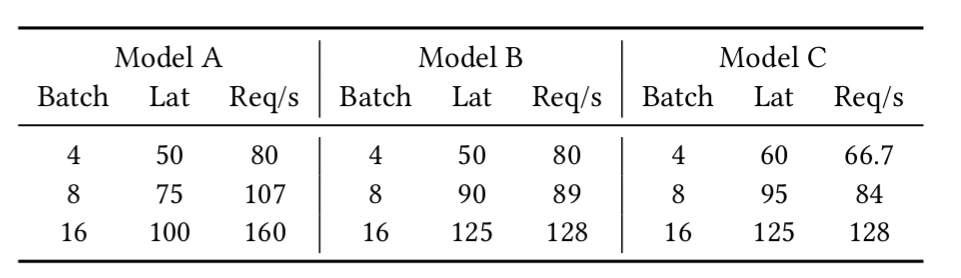 Model A Model B Model C
Batch Lat Req/s Batch Lat Req/s Batch Lat Req/s
4 50 80 4 50 80 4 60 66.7
8 75 107 8 90 89 8 95 84
16 100 160 16 125 128 16 125 128